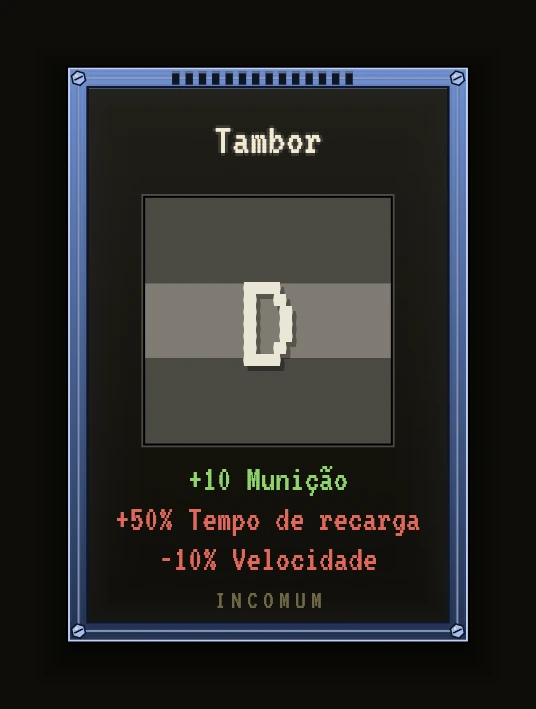 Tambor
D
+10 Munição
+50% Tempo de recarga
-10% Velocidade
INCOMUM